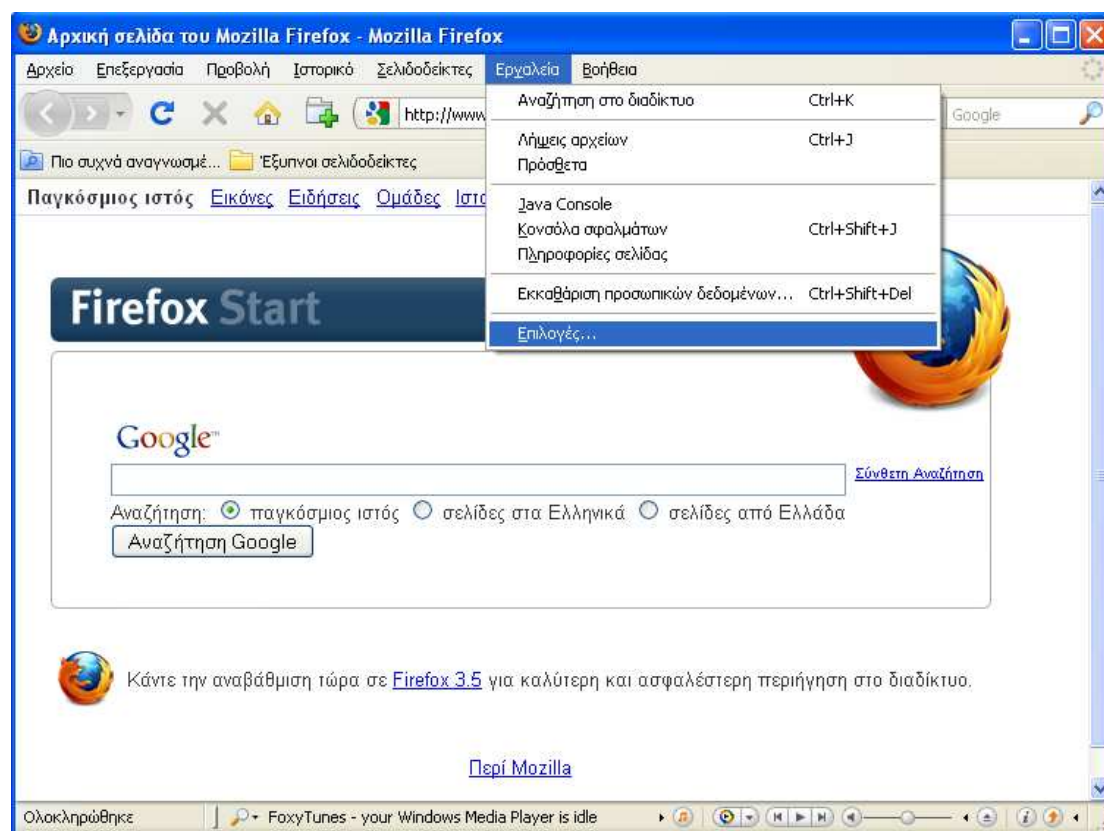 Αρχική σελίδα του Mozilla Firefox - Mozilla Firefox
Αρχείο Επεξεργασία Προβολή Ιστορικό Σελιδοδείκτες Εργαλεία Βοήθεια
http://www
Google
Αναζήτηση στο διαδίκτυο Ctrl+K
Λήψεις αρχείων Ctrl+J
Πρόσθετα
Java Console
Κονσόλα σφαλμάτων Ctrl+Shift+J
Πληροφορίες σελίδας
Εκκαθάριση προσωπικών δεδομένων... Ctrl+Shift+Del
Επιλογές...
Πιο συχνά αναγνωσμέ... Έξυπνοι σελιδοδείκτες
Παγκόσμιος ιστός Εικόνες Ειδήσεις Ομάδες Ιστο
Firefox Start
Google™
Σύνθετη Αναζήτηση
Αναζήτηση: παγκόσμιος ιστός σελίδες στα Ελληνικά σελίδες από Ελλάδα
Αναζήτηση Google
Κάντε την αναβάθμιση τώρα σε Firefox 3.5 για καλύτερη και ασφαλέστερη περιήγηση στο διαδίκτυο.
Περί Mozilla
Ολοκληρώθηκε FoxyTunes - your Windows Media Player is idle